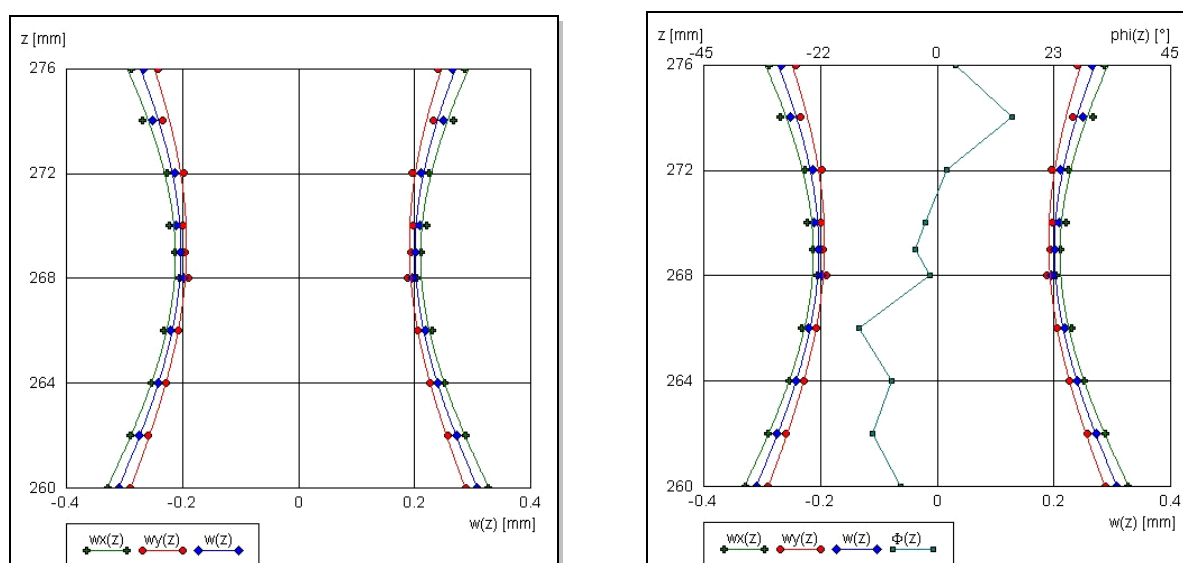 z [mm]
276
272
268
264
260
-0.4 -0.2 0 0.2 0.4
w(z) [mm]
wx(z) wy(z) w(z)
z [mm] phi(z) [°]
-45 -22 0 23 45
276
272
268
264
260
-0.4 -0.2 0 0.2 0.4
w(z) [mm]
wx(z) wy(z) w(z) Φ(z)